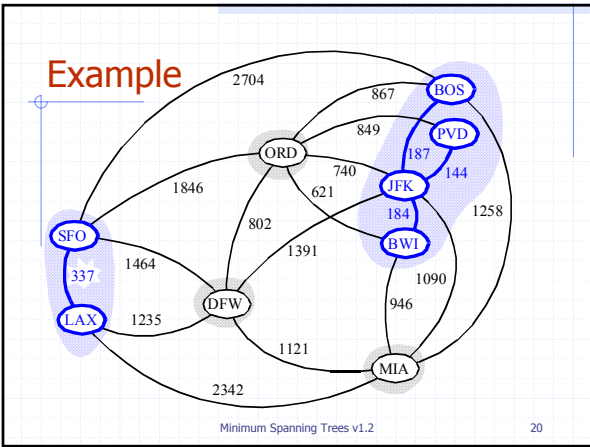 Example
2704
BOS
867
849
PVD
187
ORD
740
144
1846
JFK
621
184
1258
SFO
802
1391
BWI
1464
337
1090
DFW
946
LAX
1235
1121
MIA
2342
Minimum Spanning Trees v1.2
20